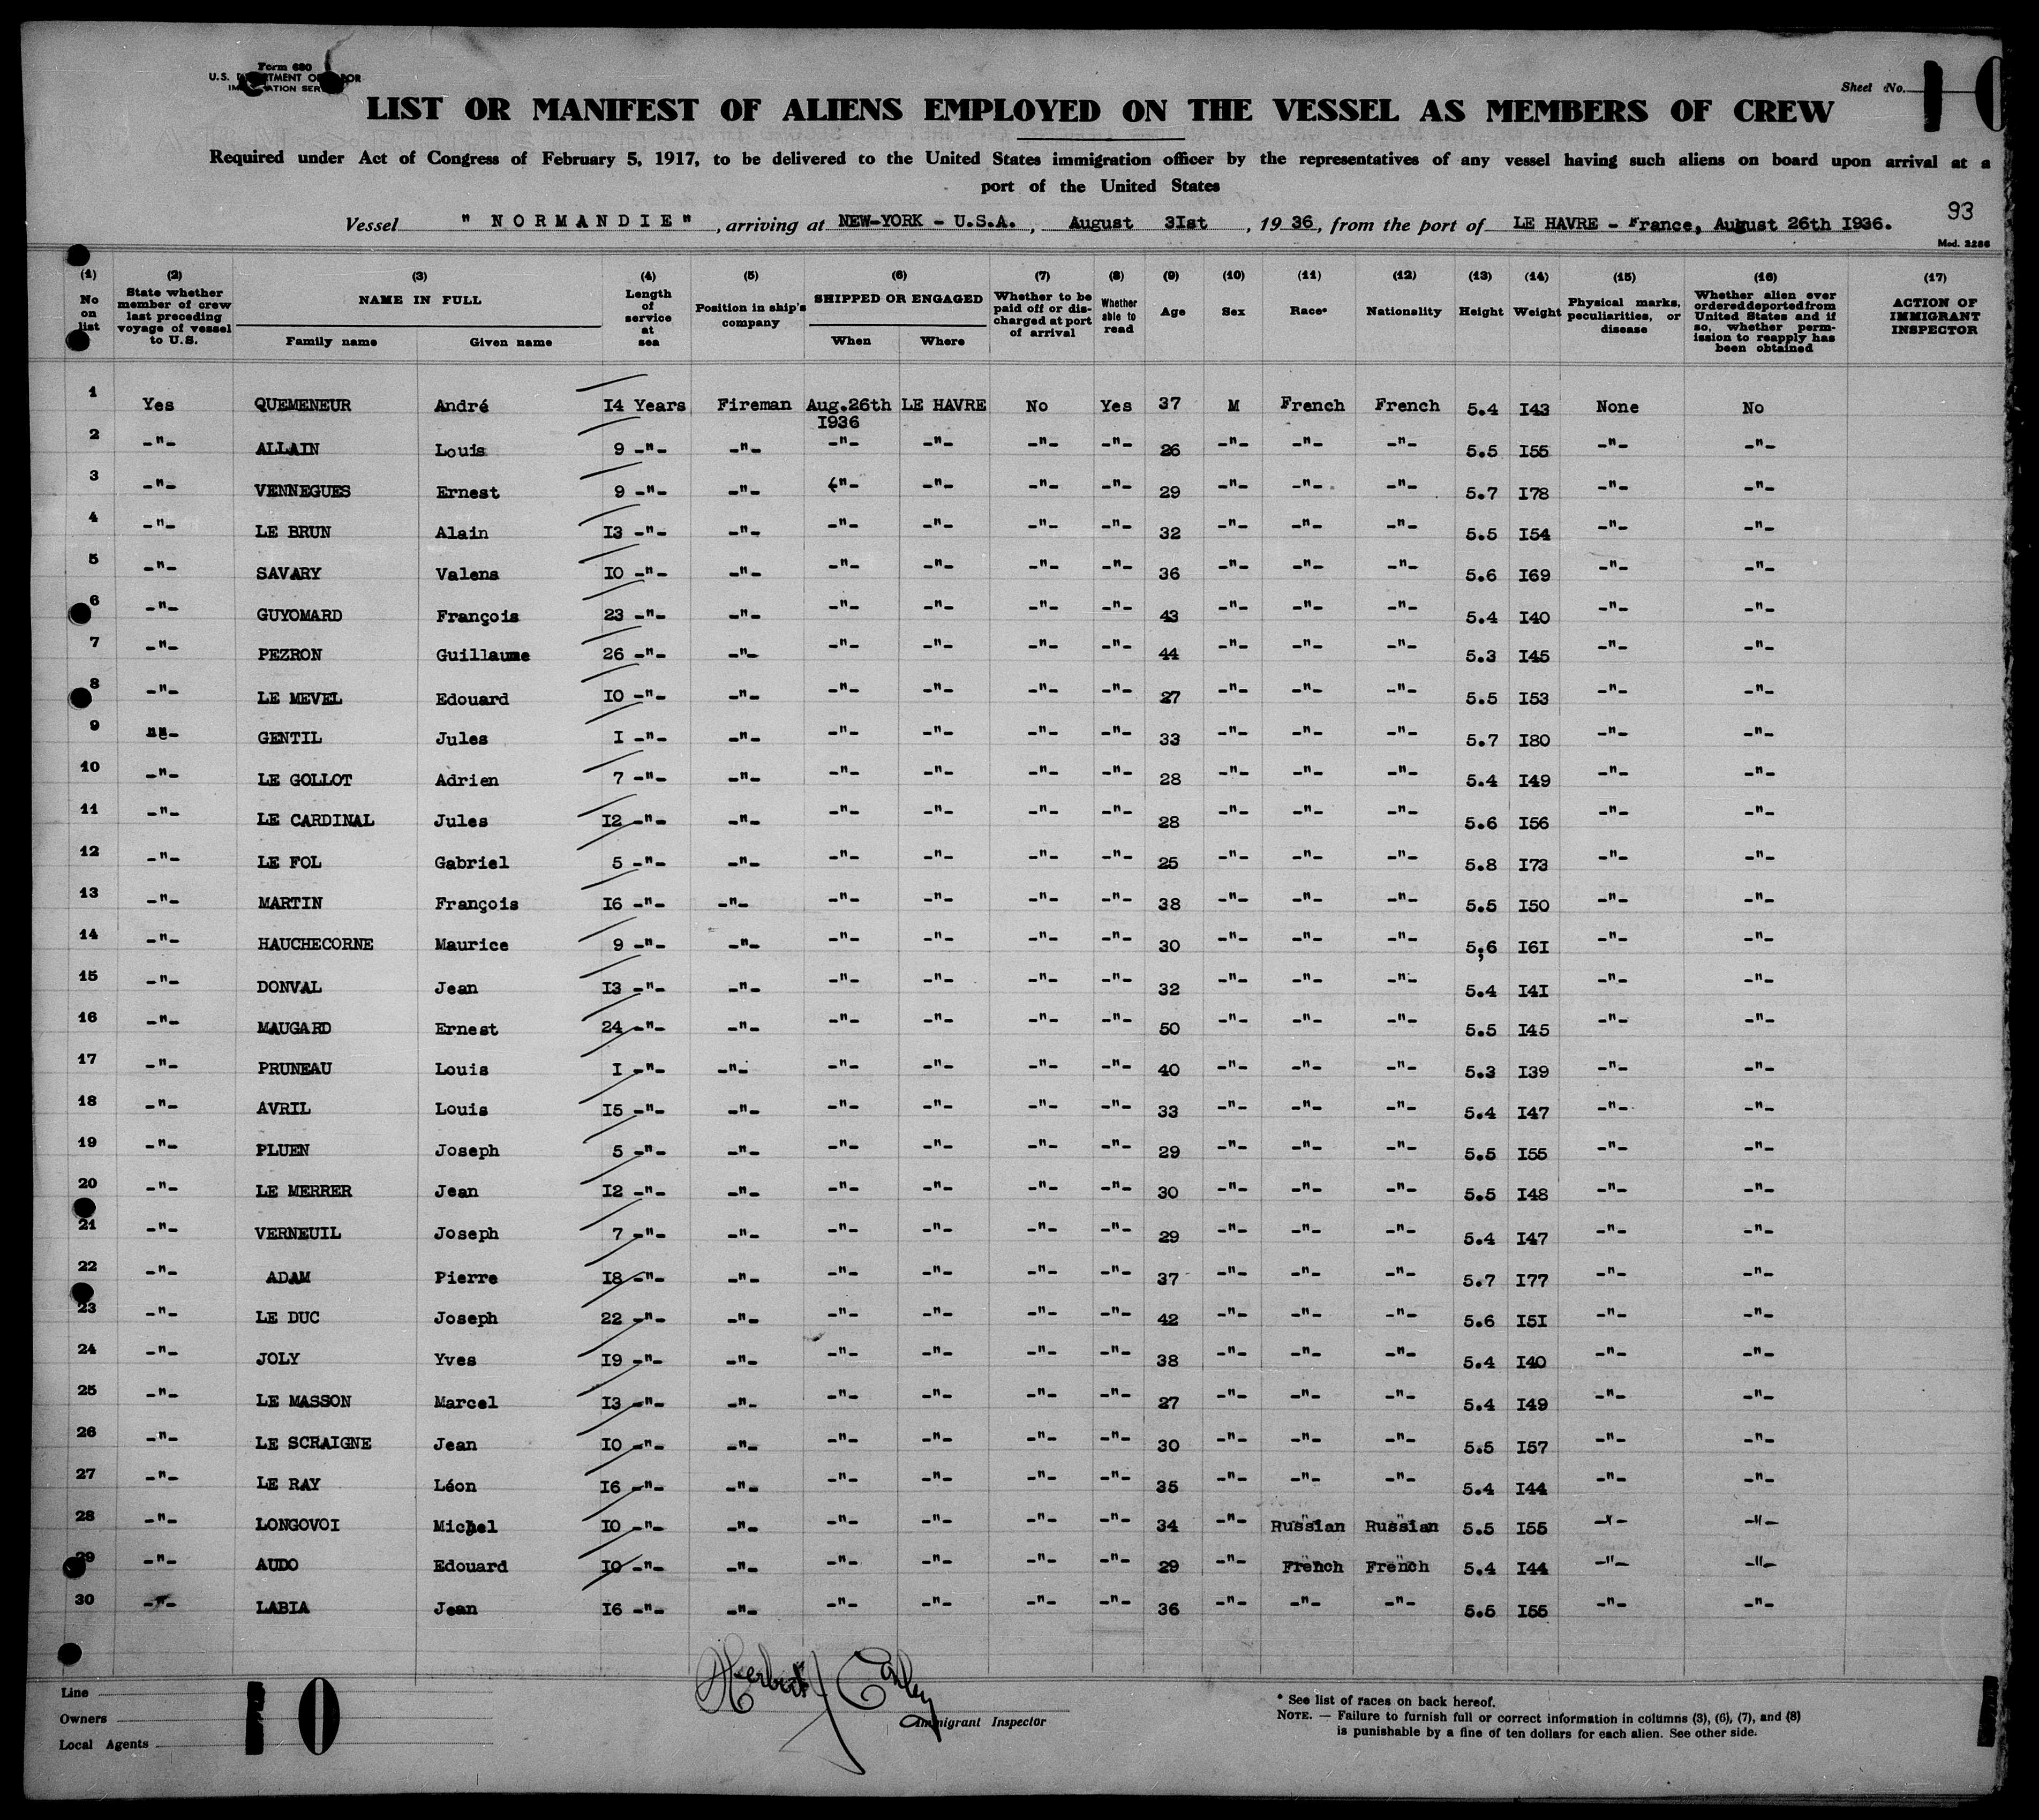 Form 680
U.S. DEPARTMENT OF LABOR
IMMIGRATION SERVICE
Sheet No. 10
LIST OR MANIFEST OF ALIENS EMPLOYED ON THE VESSEL AS MEMBERS OF CREW
Required under Act of Congress of February 5, 1917, to be delivered to the United States immigration officer by the representatives of any vessel having such aliens on board upon arrival at a
port of the United States
93
Vessel " NORMANDIE", arriving at NEW-YORK - U.S.A., August 3Ist, 19 36, from the port of LE HAVRE - France, August 26th I936.
Mod. 2286
(1) No on list (2) State whether member of crew last preceding voyage of vessel to U.S. (3) NAME IN FULL Family name Given name (4) Length of service at sea (5) Position in ship's company (6) SHIPPED OR ENGAGED When Where (7) Whether to be paid off or discharged at port of arrival (8) Whether able to read (9) Age (10) Sex (11) Race* (12) Nationality (13) Height (14) Weight (15) Physical marks, peculiarities, or disease (16) Whether alien ever ordered deported from United States and if so, whether permission to reapply has been obtained (17) ACTION OF IMMIGRANT INSPECTOR
1 Yes QUEMENEUR André I4 Years Fireman Aug.26th I936 LE HAVRE No Yes 37 M French French 5.4 I43 None No
2 -"- ALLAIN Louis 9 -"- -"- -"- -"- -"- -"- 26 -"- -"- -"- 5.5 I55 -"- -"-
3 -"- VENNEGUES Ernest 9 -"- -"- -"- -"- -"- -"- 29 -"- -"- -"- 5.7 I78 -"- -"-
4 -"- LE BRUN Alain I3 -"- -"- -"- -"- -"- -"- 32 -"- -"- -"- 5.5 I54 -"- -"-
5 -"- SAVARY Valens I0 -"- -"- -"- -"- -"- -"- 36 -"- -"- -"- 5.6 I69 -"- -"-
6 -"- GUYOMARD François 23 -"- -"- -"- -"- -"- -"- 43 -"- -"- -"- 5.4 I40 -"- -"-
7 -"- PEZRON Guillaume 26 -"- -"- -"- -"- -"- -"- 44 -"- -"- -"- 5.3 I45 -"- -"-
8 -"- LE MEVEL Edouard I0 -"- -"- -"- -"- -"- -"- 27 -"- -"- -"- 5.5 I53 -"- -"-
9 -"- GENTIL Jules I -"- -"- -"- -"- -"- -"- 33 -"- -"- -"- 5.7 I80 -"- -"-
10 -"- LE GOLLOT Adrien 7 -"- -"- -"- -"- -"- -"- 28 -"- -"- -"- 5.4 I49 -"- -"-
11 -"- LE CARDINAL Jules I2 -"- -"- -"- -"- -"- -"- 28 -"- -"- -"- 5.6 I56 -"- -"-
12 -"- LE FOL Gabriel 5 -"- -"- -"- -"- -"- -"- 25 -"- -"- -"- 5.8 I73 -"- -"-
13 -"- MARTIN François I6 -"- -"- -"- -"- -"- -"- 38 -"- -"- -"- 5.5 I50 -"- -"-
14 -"- HAUCHECORNE Maurice 9 -"- -"- -"- -"- -"- -"- 30 -"- -"- -"- 5;6 I6I -"- -"-
15 -"- DONVAL Jean I3 -"- -"- -"- -"- -"- -"- 32 -"- -"- -"- 5.4 I4I -"- -"-
16 -"- MAUGARD Ernest 24 -"- -"- -"- -"- -"- -"- 50 -"- -"- -"- 5.5 I45 -"- -"-
17 -"- PRUNEAU Louis I -"- -"- -"- -"- -"- -"- 40 -"- -"- -"- 5.3 I39 -"- -"-
18 -"- AVRIL Louis I5 -"- -"- -"- -"- -"- -"- 33 -"- -"- -"- 5.4 I47 -"- -"-
19 -"- PLUEN Joseph 5 -"- -"- -"- -"- -"- -"- 29 -"- -"- -"- 5.5 I55 -"- -"-
20 -"- LE MERRER Jean I2 -"- -"- -"- -"- -"- -"- 30 -"- -"- -"- 5.5 I48 -"- -"-
21 -"- VERNEUIL Joseph 7 -"- -"- -"- -"- -"- -"- 29 -"- -"- -"- 5.4 I47 -"- -"-
22 -"- ADAM Pierre I8 -"- -"- -"- -"- -"- -"- 37 -"- -"- -"- 5.7 I77 -"- -"-
23 -"- LE DUC Joseph 22 -"- -"- -"- -"- -"- -"- 42 -"- -"- -"- 5.6 I5I -"- -"-
24 -"- JOLY Yves I9 -"- -"- -"- -"- -"- -"- 38 -"- -"- -"- 5.4 I40 -"- -"-
25 -"- LE MASSON Marcel I3 -"- -"- -"- -"- -"- -"- 27 -"- -"- -"- 5.4 I49 -"- -"-
26 -"- LE SCRAIGNE Jean I0 -"- -"- -"- -"- -"- -"- 30 -"- -"- -"- 5.5 I57 -"- -"-
27 -"- LE RAY Léon I6 -"- -"- -"- -"- -"- -"- 35 -"- -"- -"- 5.4 I44 -"- -"-
28 -"- LONGOVOI Michel I0 -"- -"- -"- -"- -"- -"- 34 -"- Russian Russian 5.5 I55 -"- -"-
29 -"- AUDO Edouard I0 -"- -"- -"- -"- -"- -"- 29 -"- French French 5.4 I44 -"- -"-
30 -"- LABIA Jean I6 -"- -"- -"- -"- -"- -"- 36 -"- -"- -"- 5.5 I55 -"- -"-
Line
Owners
Local Agents
10
Herbert
Immigrant Inspector
* See list of races on back hereof.
NOTE. — Failure to furnish full or correct information in columns (3), (6), (7), and (8)
is punishable by a fine of ten dollars for each alien. See other side.